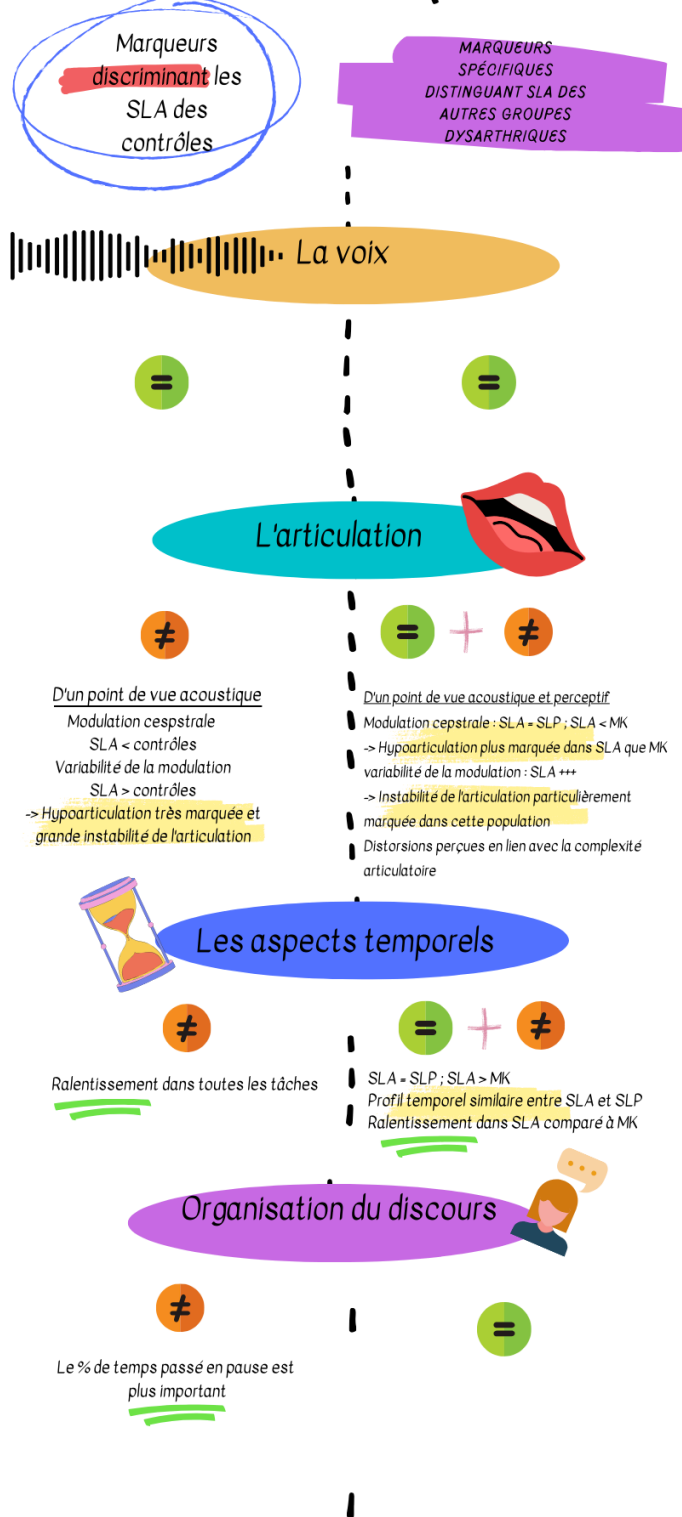 Marqueurs
discriminant les
SLA des
contrôles
MARQUEURS
SPÉCIFIQUES
DISTINGUANT SLA DES
AUTRES GROUPES
DYSARTHRIQUES
La voix
=
=
L'articulation
≠
= + ≠
D'un point de vue acoustique
Modulation cespstrale
SLA < contrôles
Variabilité de la modulation
SLA > contrôles
-> Hypoarticulation très marquée et
grande instabilité de l'articulation
D'un point de vue acoustique et perceptif
Modulation cepstrale : SLA = SLP ; SLA < MK
-> Hypoarticulation plus marquée dans SLA que MK
variabilité de la modulation : SLA +++
-> Instabilité de l'articulation particulièrement
marquée dans cette population
Distorsions perçues en lien avec la complexité
articulatoire
Les aspects temporels
≠
= + ≠
Ralentissement dans toutes les tâches
SLA = SLP ; SLA > MK
Profil temporel similaire entre SLA et SLP
Ralentissement dans SLA comparé à MK
Organisation du discours
≠
=
Le % de temps passé en pause est
plus important